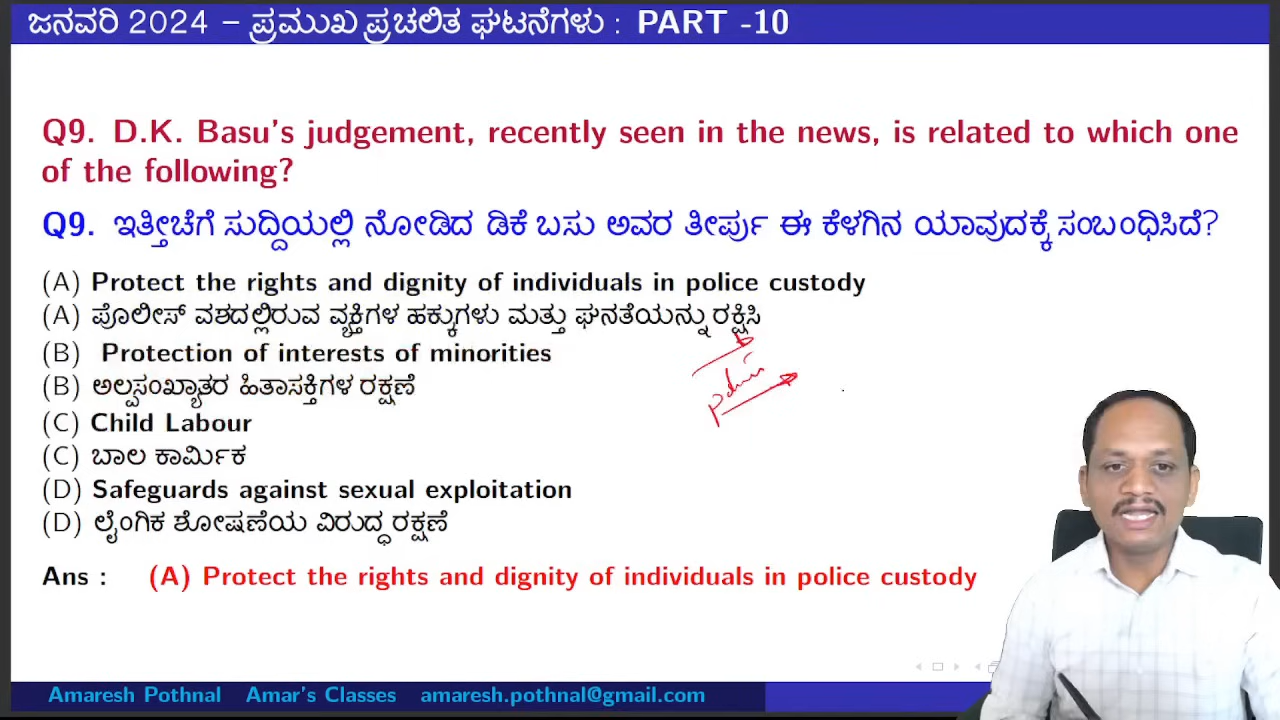 ಜನವರಿ 2024 – ಪ್ರಮುಖ ಪ್ರಚಲಿತ ಘಟನೆಗಳು : PART -10
Q9. D.K. Basu's judgement, recently seen in the news, is related to which one
of the following?
Q9. ಇತ್ತೀಚೆಗೆ ಸುದ್ದಿಯಲ್ಲಿ ನೋಡಿದ ಡಿಕೆ ಬಸು ಅವರ ತೀರ್ಪು ಈ ಕೆಳಗಿನ ಯಾವುದಕ್ಕೆ ಸಂಬಂಧಿಸಿದೆ?
(A) Protect the rights and dignity of individuals in police custody
(A) ಪೊಲೀಸ್ ವಶದಲ್ಲಿರುವ ವ್ಯಕ್ತಿಗಳ ಹಕ್ಕುಗಳು ಮತ್ತು ಘನತೆಯನ್ನು ರಕ್ಷಿಸಿ
(B) Protection of interests of minorities
(B) ಅಲ್ಪಸಂಖ್ಯಾತರ ಹಿತಾಸಕ್ತಿಗಳ ರಕ್ಷಣೆ
(C) Child Labour
(C) ಬಾಲ ಕಾರ್ಮಿಕ
(D) Safeguards against sexual exploitation
(D) ಲೈಂಗಿಕ ಶೋಷಣೆಯ ವಿರುದ್ಧ ರಕ್ಷಣೆ
Ans : (A) Protect the rights and dignity of individuals in police custody
Amaresh Pothnal Amar's Classes amaresh.pothnal@gmail.com